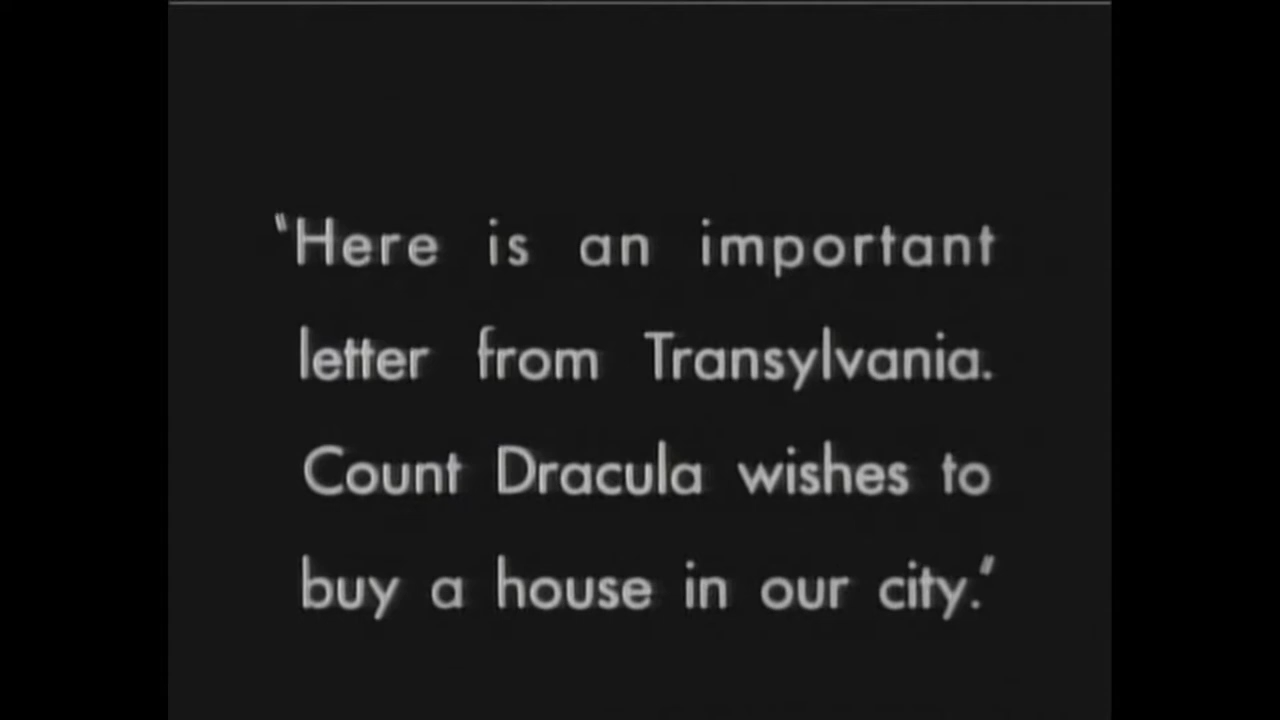 "Here is an important
letter from Transylvania.
Count Dracula wishes to
buy a house in our city."